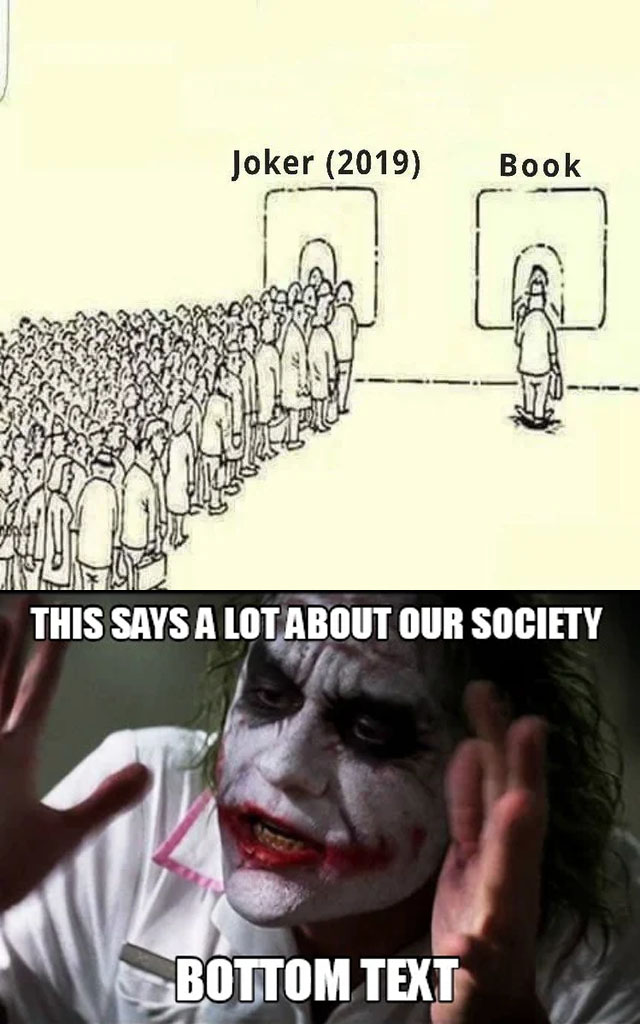 Joker (2019)
Book
THIS SAYS A LOT ABOUT OUR SOCIETY
BOTTOM TEXT